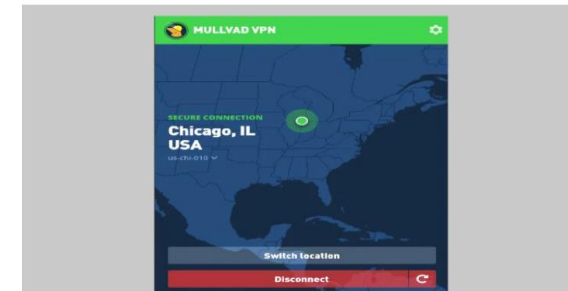 MULLVAD VPN
SECURE CONNECTION
Chicago, IL
USA
us-chi-010
Switch location
Disconnect